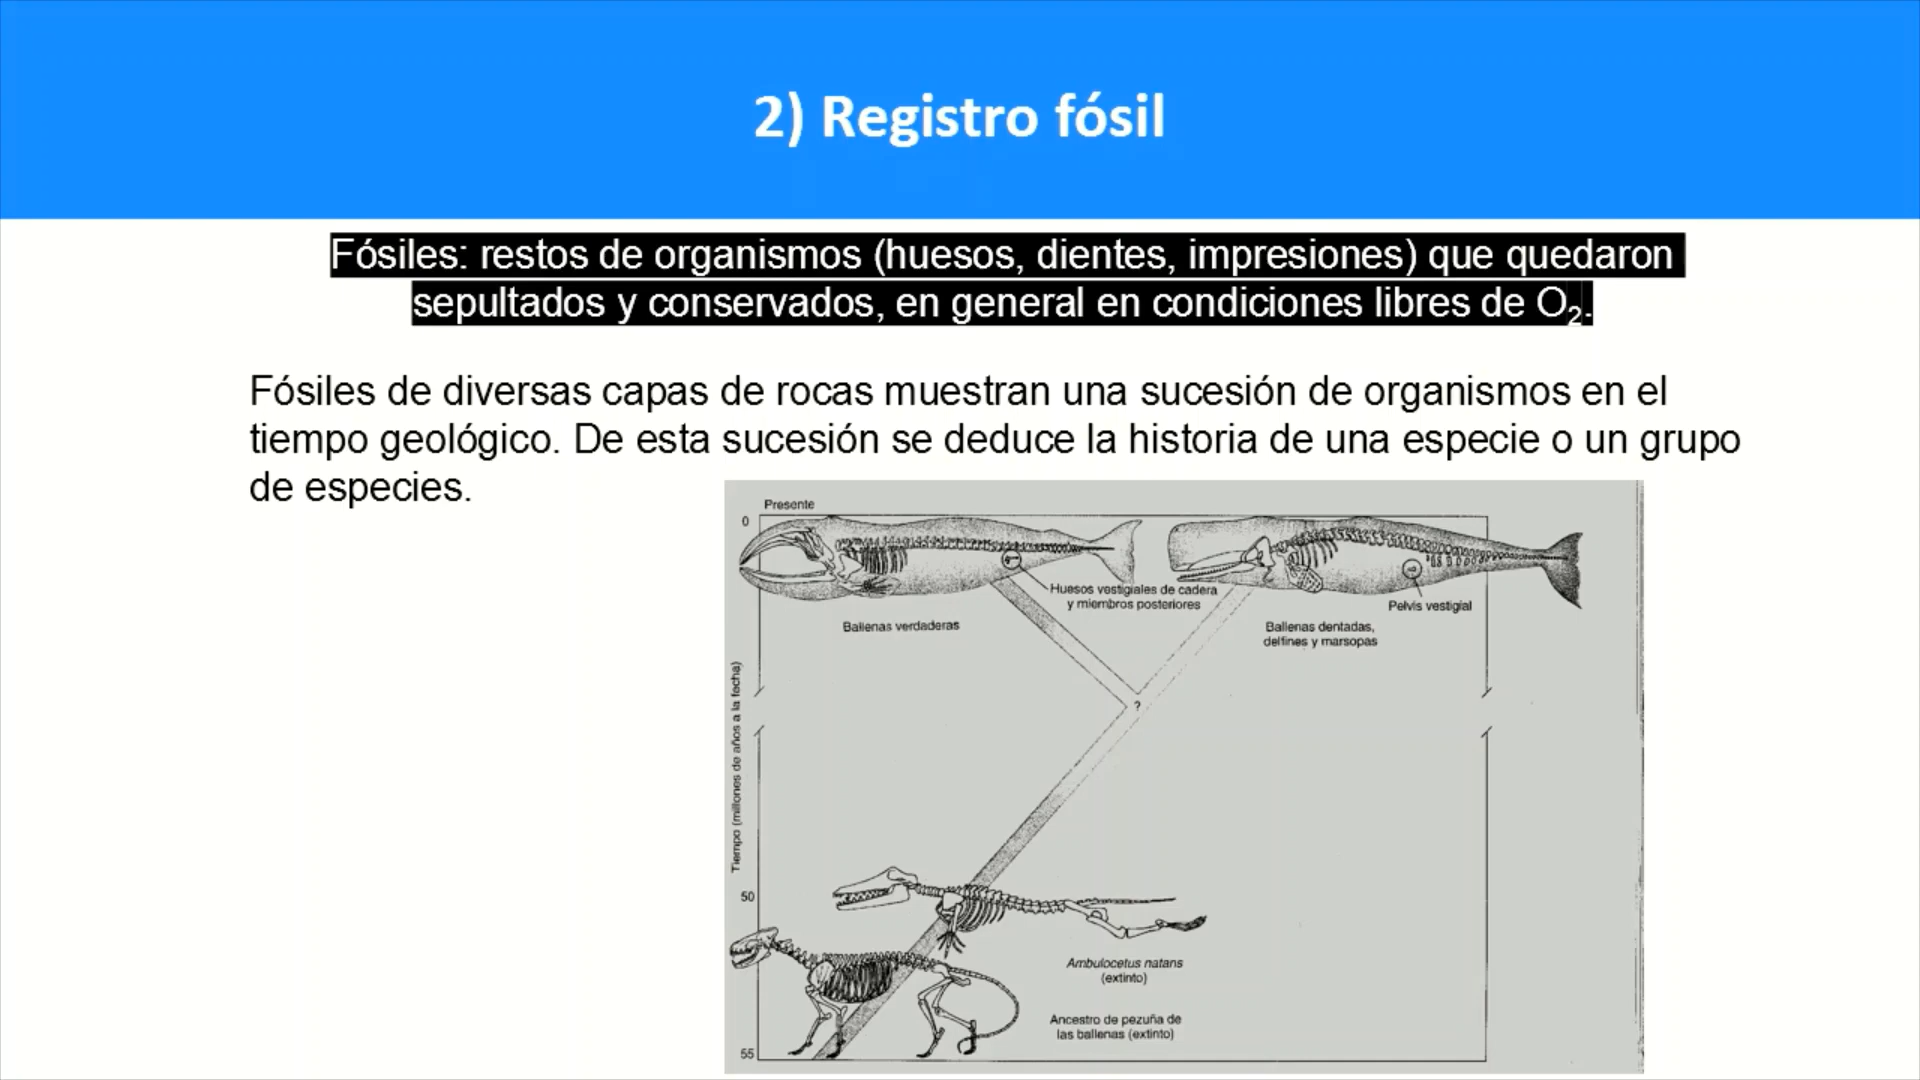 2) Registro fósil
Fósiles: restos de organismos (huesos, dientes, impresiones) que quedaron
sepultados y conservados, en general en condiciones libres de O₂.
Fósiles de diversas capas de rocas muestran una sucesión de organismos en el
tiempo geológico. De esta sucesión se deduce la historia de una especie o un grupo
de especies.
Presente
0
Huesos vestigiales de cadera
y miembros posteriores
Pelvis vestigial
Ballenas verdaderas
Ballenas dentadas,
delfines y marsopas
Tiempo (millones de años a la fecha)
?
50
Ambulocetus natans
(extinto)
Ancestro de pezuña de
las ballenas (extinto)
55